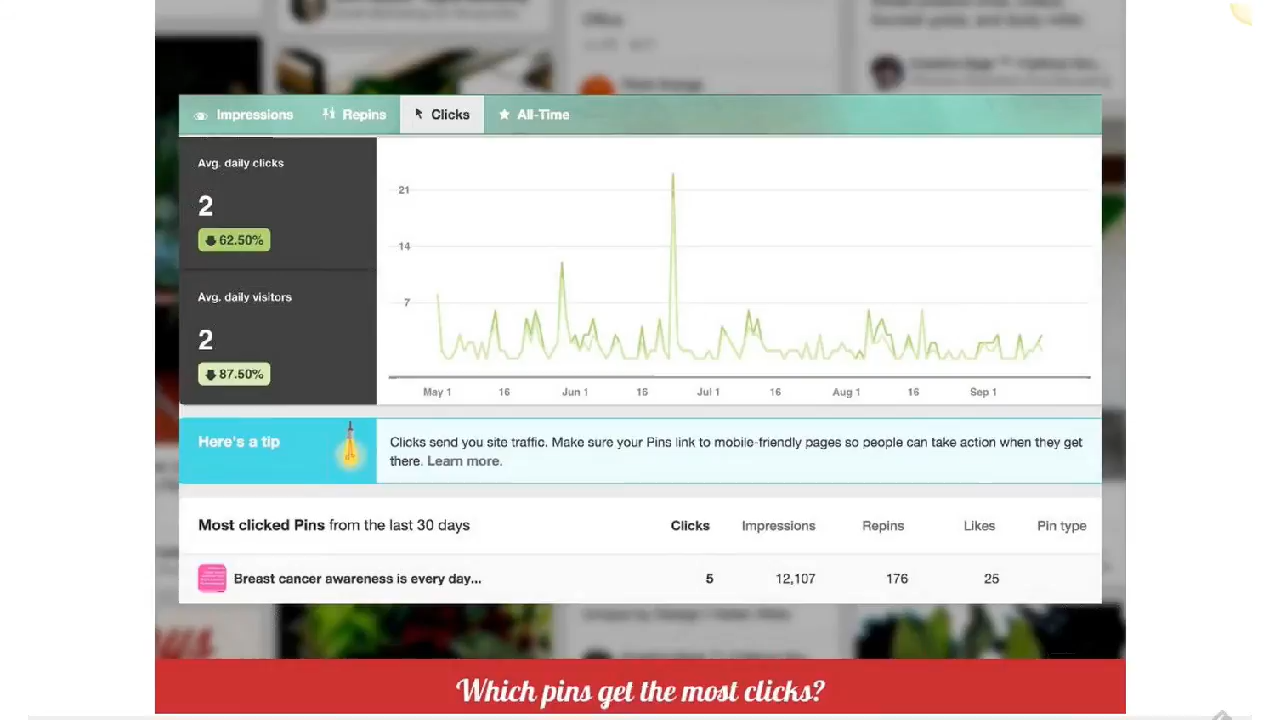 Impressions Repins Clicks All-Time
Avg. daily clicks
2
62.50%
Avg. daily visitors
2
87.50%
21
14
7
May 1 16 Jun 1 16 Jul 1 16 Aug 1 16 Sep 1
Here's a tip
Clicks send you site traffic. Make sure your Pins link to mobile-friendly pages so people can take action when they get
there. Learn more.
Most clicked Pins from the last 30 days Clicks Impressions Repins Likes Pin type
Breast cancer awareness is every day... 5 12,107 176 25
Which pins get the most clicks?